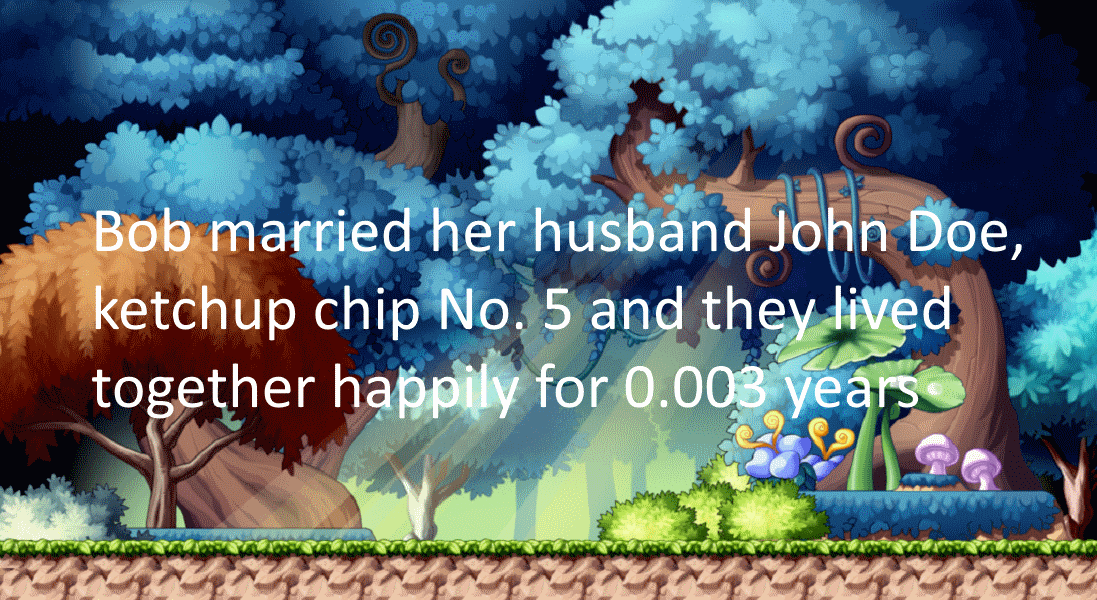 Bob married her husband John Doe,
ketchup chip No. 5 and they lived
together happily for 0.003 years